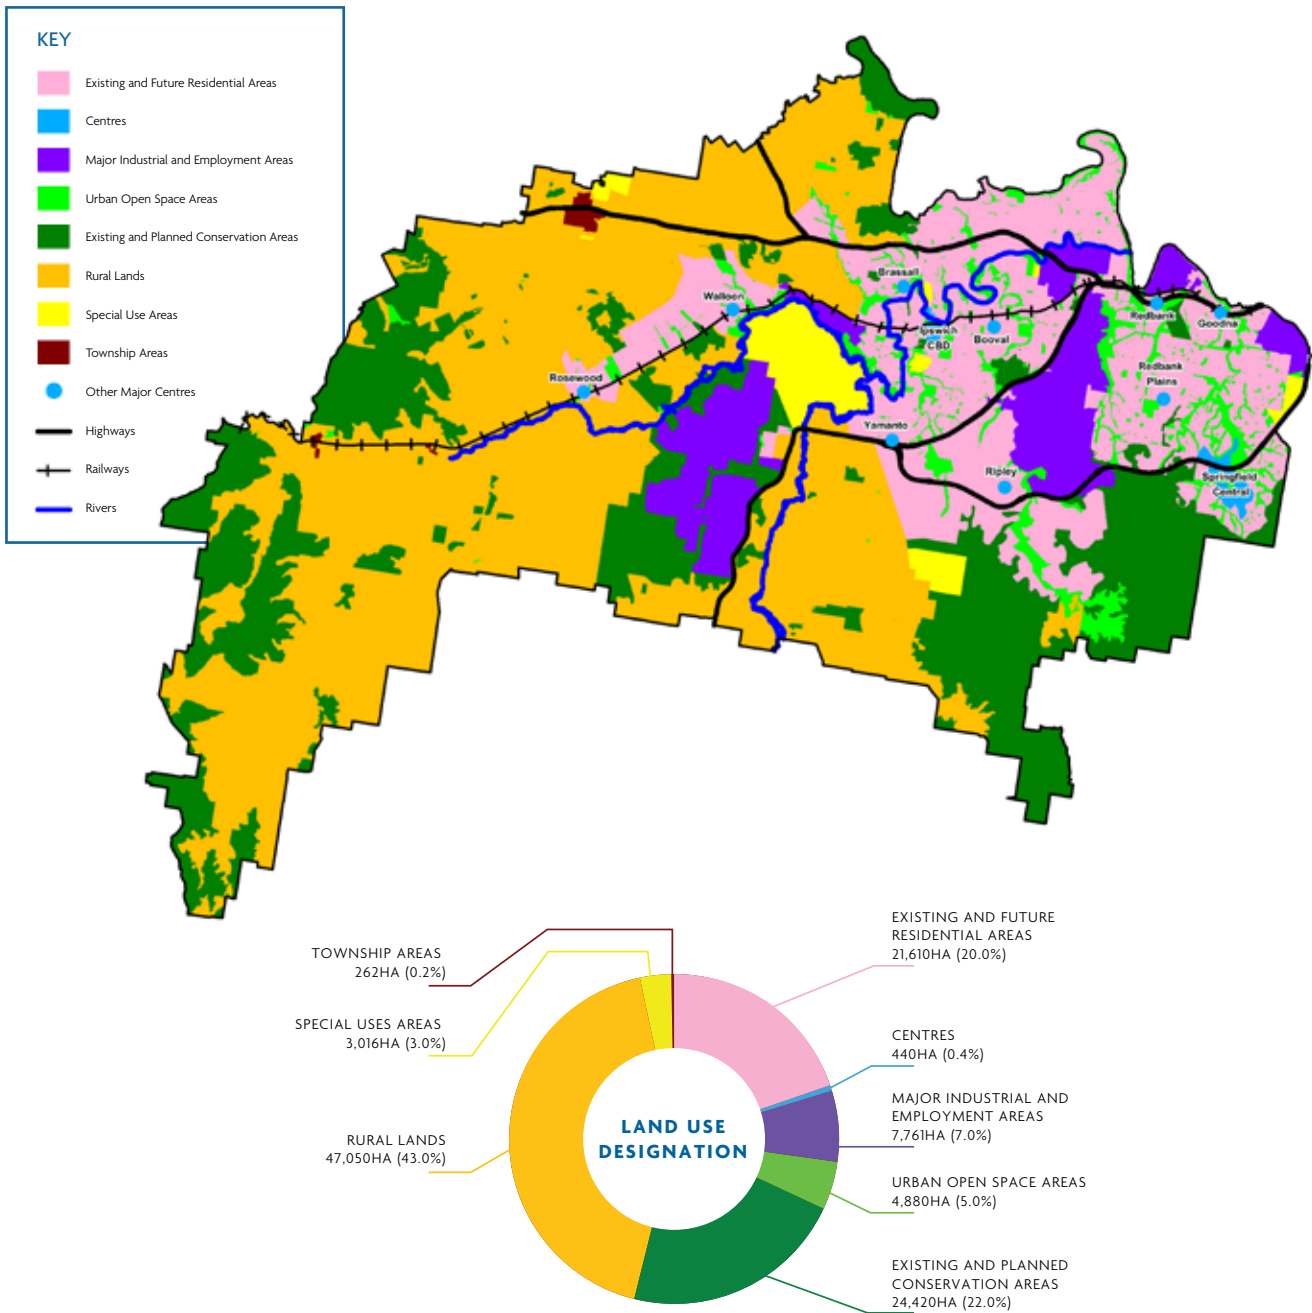 KEY
Existing and Future Residential Areas
Centres
Major Industrial and Employment Areas
Urban Open Space Areas
Existing and Planned Conservation Areas
Rural Lands
Special Use Areas
Township Areas
Other Major Centres
Highways
Railways
Rivers
Brassall
Walloon
Ipswich
CBD
Booval
Redbank
Goodna
Rosewood
Redbank
Plains
Yamanto
Ripley
Springfield
Central
TOWNSHIP AREAS
262HA (0.2%)
SPECIAL USES AREAS
3,016HA (3.0%)
RURAL LANDS
47,050HA (43.0%)
LAND USE
DESIGNATION
EXISTING AND FUTURE
RESIDENTIAL AREAS
21,610HA (20.0%)
CENTRES
440HA (0.4%)
MAJOR INDUSTRIAL AND
EMPLOYMENT AREAS
7,761HA (7.0%)
URBAN OPEN SPACE AREAS
4,880HA (5.0%)
EXISTING AND PLANNED
CONSERVATION AREAS
24,420HA (22.0%)